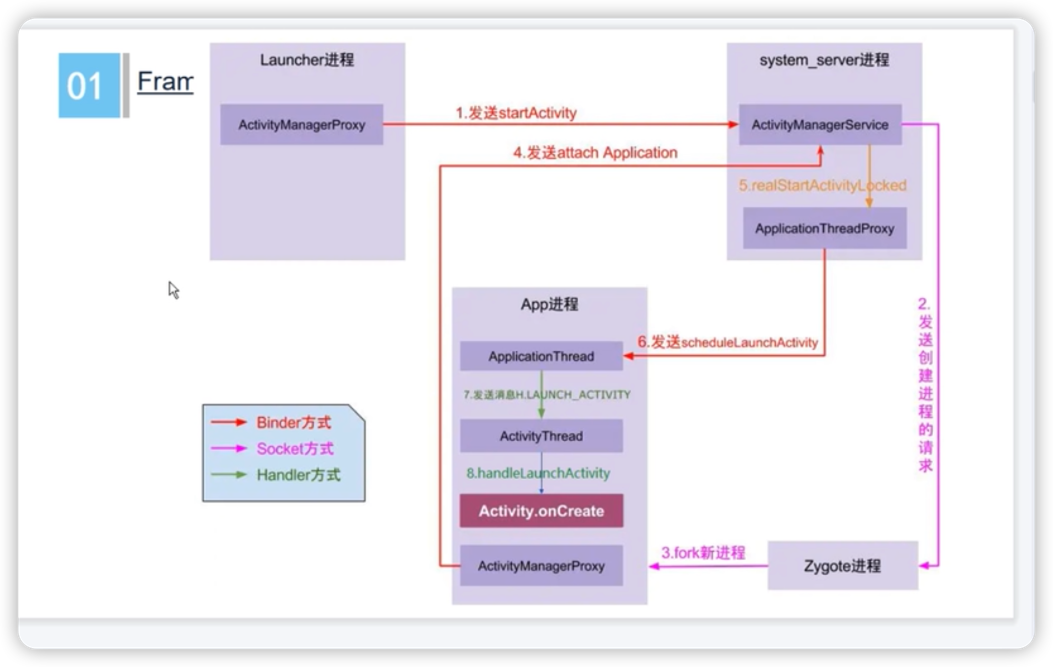 01
Fram
Launcher进程
ActivityManagerProxy
system_server进程
ActivityManagerService
1.发送startActivity
4.发送attach Application
5.realStartActivityLocked
ApplicationThreadProxy
App进程
ApplicationThread
6.发送scheduleLaunchActivity
7.发送消息H.LAUNCH_ACTIVITY
ActivityThread
8.handleLaunchActivity
Activity.onCreate
ActivityManagerProxy
2.发送创建进程的请求
3.fork新进程
Zygote进程
Binder方式
Socket方式
Handler方式